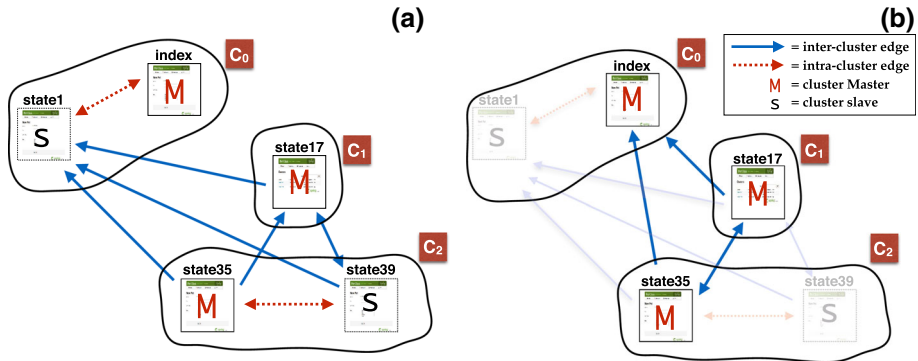 (a)
C0
index
M
state1
S
C1
state17
M
C2
state35
M
state39
S
(b)
= inter-cluster edge
= intra-cluster edge
M = cluster Master
S = cluster slave
C0
index
M
state1
S
C1
state17
M
C2
state35
M
state39
S